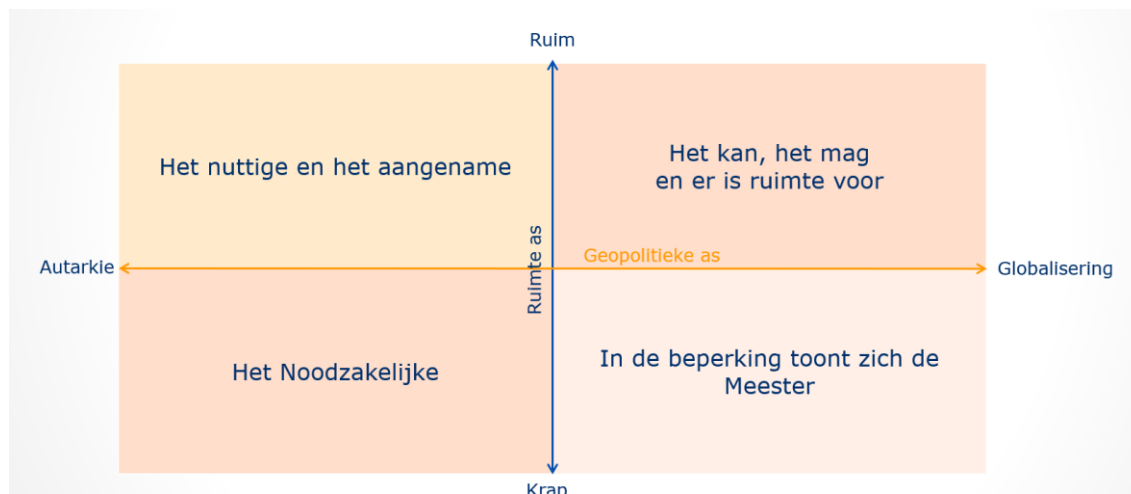 Ruim
Het nuttige en het aangename
Het kan, het mag
en er is ruimte voor
Autarkie
Ruimte as
Geopolitieke as
Globalisering
Het Noodzakelijke
In de beperking toont zich de
Meester
Krap